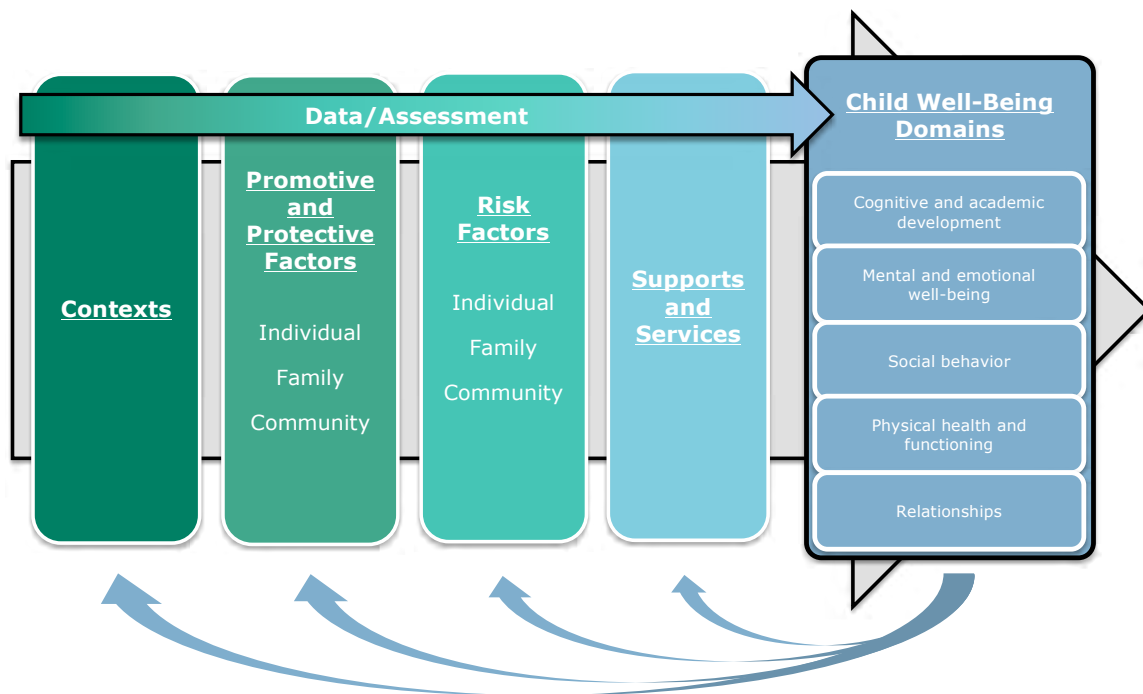 Data/Assessment
Contexts
Promotive
and
Protective
Factors
Individual
Family
Community
Risk
Factors
Individual
Family
Community
Supports
and
Services
Child Well-Being
Domains
Cognitive and academic
development
Mental and emotional
well-being
Social behavior
Physical health and
functioning
Relationships